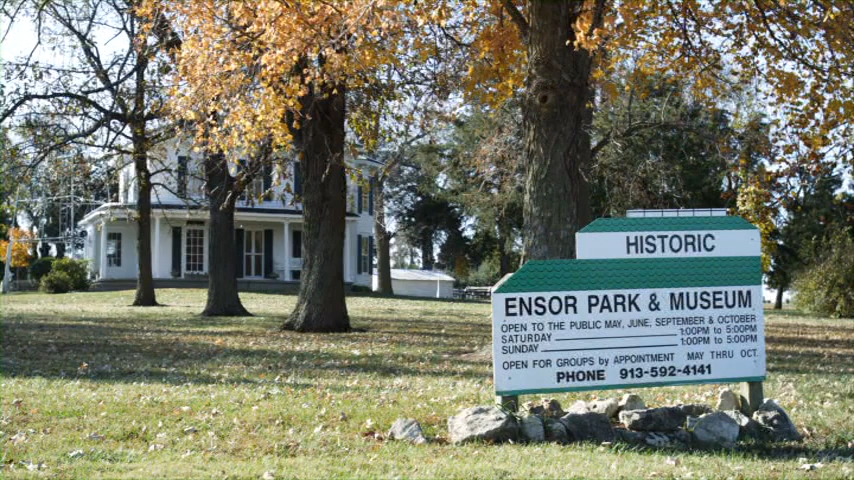 HISTORIC
ENSOR PARK & MUSEUM
OPEN TO THE PUBLIC MAY, JUNE, SEPTEMBER & OCTOBER
SATURDAY 1:00PM to 5:00PM
SUNDAY 1:00PM to 5:00PM
OPEN FOR GROUPS by APPOINTMENT MAY THRU OCT.
PHONE 913-592-4141